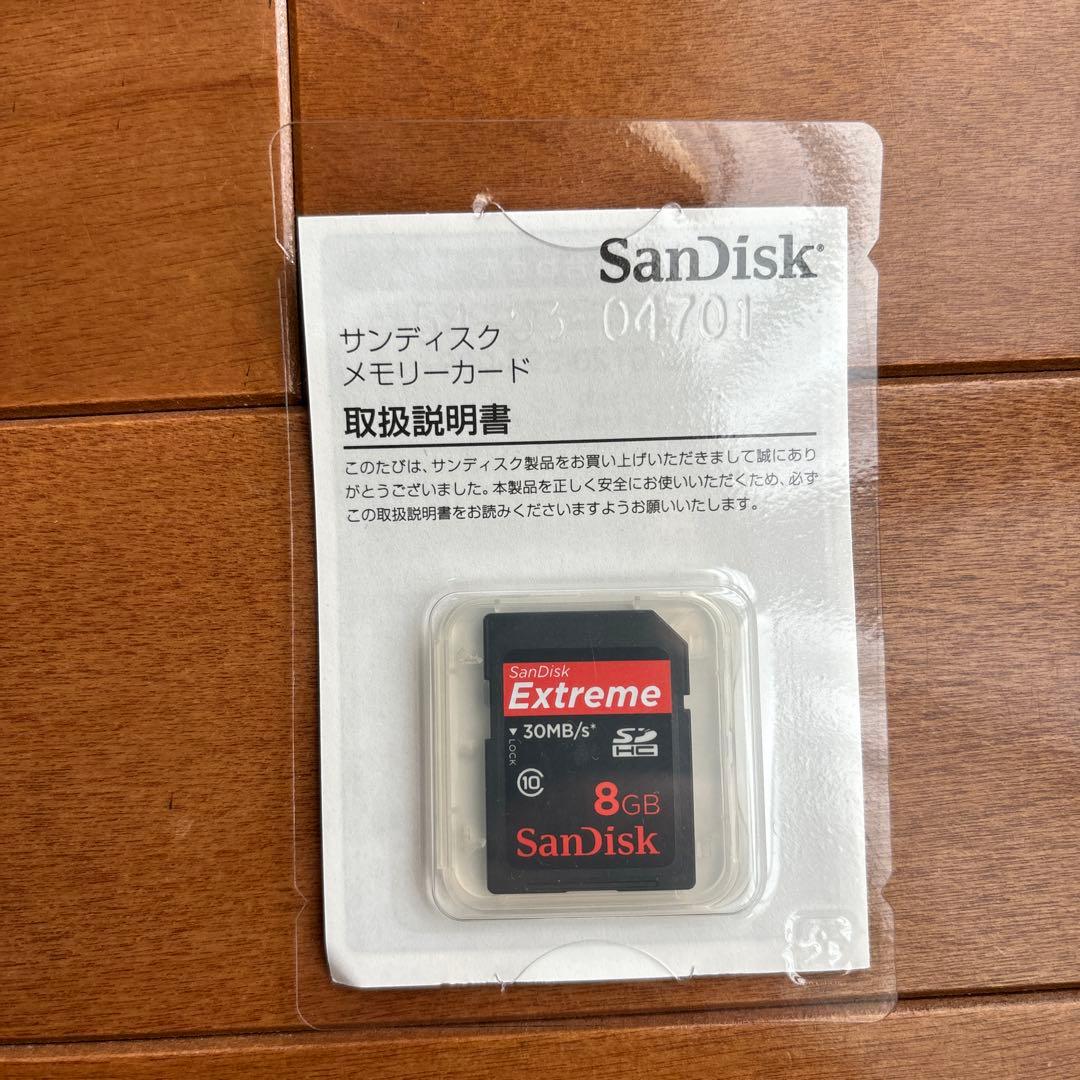 SanDisk®
04701
サンディスク
メモリーカード
取扱説明書
このたびは、サンディスク製品をお買い上げいただきまして誠にあり
がとうございました。本製品を正しく安全にお使いいただくため、必ず
この取扱説明書をお読みくださいますようお願いいたします。
SanDisk
Extreme
▼ 30MB/s*
LOCK
SD
HC
10
8GB
SanDisk